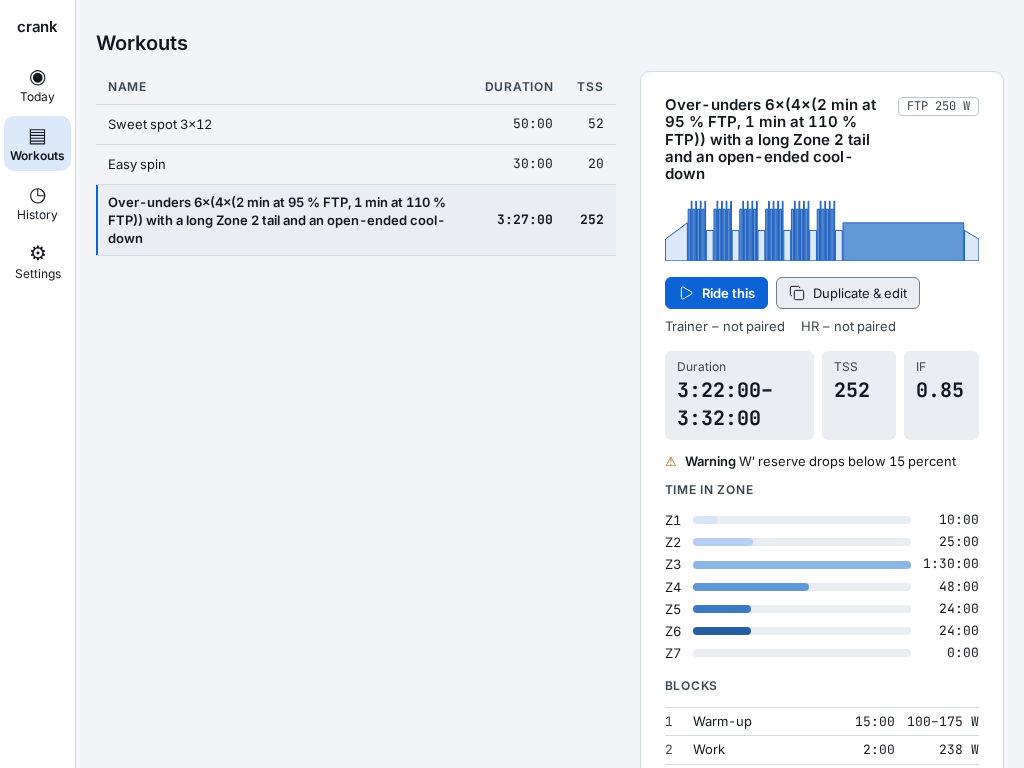 crank
Today
Workouts
History
Settings
Workouts
NAME DURATION TSS
Sweet spot 3×12 50:00 52
Easy spin 30:00 20
Over-unders 6×(4×(2 min at 95 % FTP, 1 min at 110 %
FTP)) with a long Zone 2 tail and an open-ended cool-
down
3:27:00 252
Over-unders 6×(4×(2 min at
95 % FTP, 1 min at 110 %
FTP)) with a long Zone 2 tail
and an open-ended cool-
down
FTP 250 W
Ride this
Duplicate & edit
Trainer – not paired HR – not paired
Duration
3:22:00–
3:32:00
TSS
252
IF
0.85
⚠ Warning W′ reserve drops below 15 percent
TIME IN ZONE
Z1 10:00
Z2 25:00
Z3 1:30:00
Z4 48:00
Z5 24:00
Z6 24:00
Z7 0:00
BLOCKS
1 Warm-up 15:00 100–175 W
2 Work 2:00 238 W